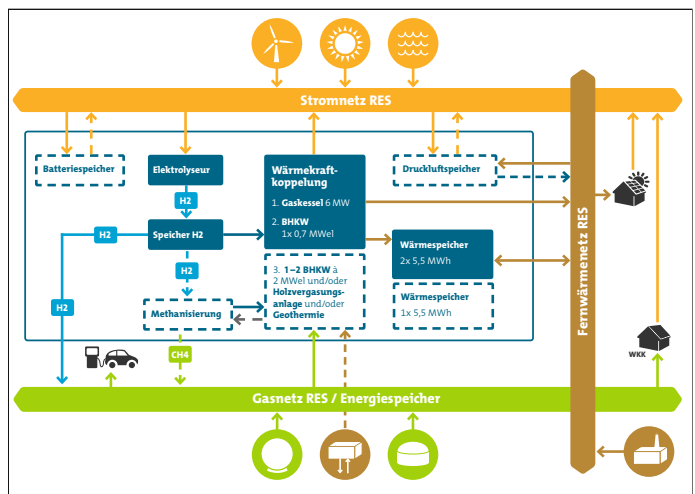 Stromnetz RES
Batteriespeicher
Elektrolyseur
Wärmekraft-
koppelung
1. Gaskessel 6 MW
2. BHKW
1x 0,7 MWel
Druckluftspeicher
H2
H2
Speicher H2
H2
H2
Wärmespeicher
2x 5,5 MWh
3. 1–2 BHKW à
2 MWel und/oder
Holzvergasungs-
anlage und/oder
Geothermie
Wärmespeicher
1x 5,5 MWh
Methanisierung
CH4
WKK
Fernwärmenetz RES
Gasnetz RES / Energiespeicher